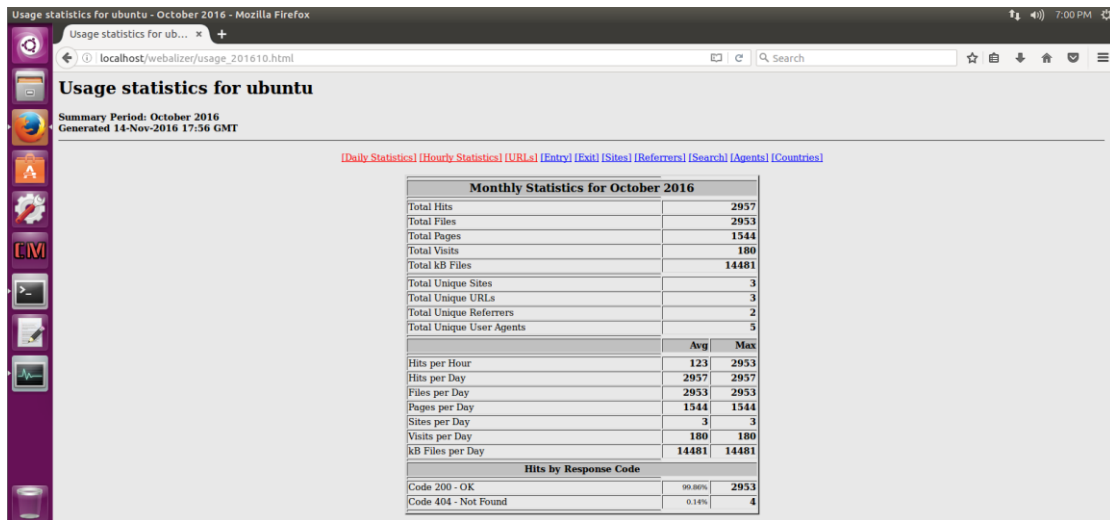 Usage statistics for ubuntu - October 2016 - Mozilla Firefox
7:00 PM
Usage statistics for ub... × +
localhost/webalizer/usage_201610.html
Search
Usage statistics for ubuntu
Summary Period: October 2016
Generated 14-Nov-2016 17:56 GMT
[Daily Statistics] [Hourly Statistics] [URLs] [Entry] [Exit] [Sites] [Referrers] [Search] [Agents] [Countries]
Monthly Statistics for October 2016
Total Hits 2957
Total Files 2953
Total Pages 1544
Total Visits 180
Total kB Files 14481
Total Unique Sites 3
Total Unique URLs 3
Total Unique Referrers 2
Total Unique User Agents 5
Avg Max
Hits per Hour 123 2953
Hits per Day 2957 2957
Files per Day 2953 2953
Pages per Day 1544 1544
Sites per Day 3 3
Visits per Day 180 180
kB Files per Day 14481 14481
Hits by Response Code
Code 200 - OK 99.86% 2953
Code 404 - Not Found 0.14% 4